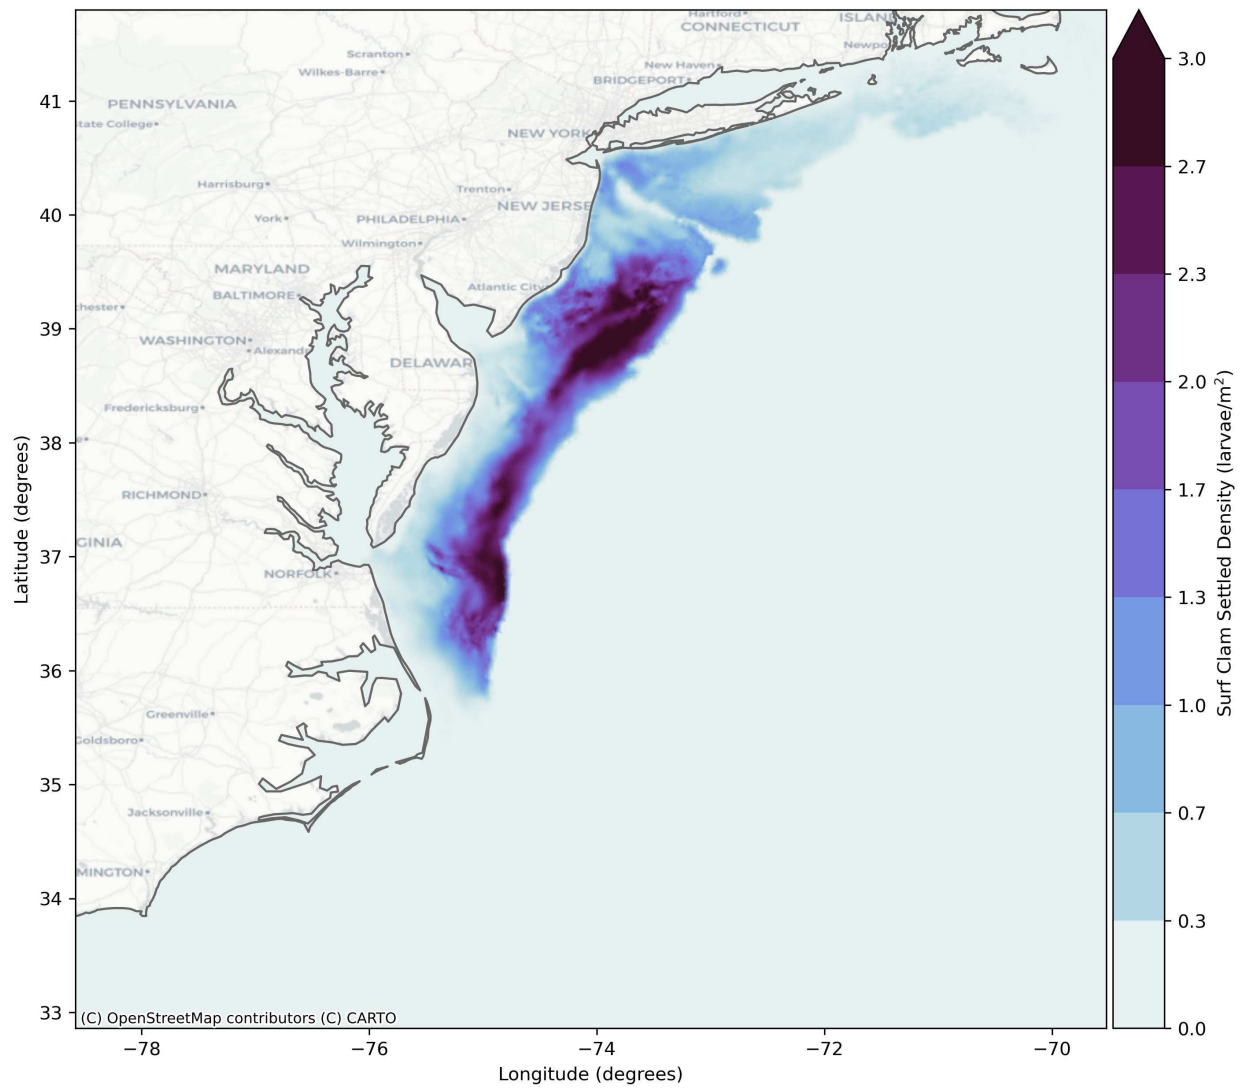 Hartford
ISLAN
CONNECTICUT
Newpo
Scranton
New Haven
Wilkes-Barre
BRIDGEPORT
41
PENNSYLVANIA
tate College
NEW YORK
Harrisburg
Trenton
NEW JERSE
40
York
PHILADELPHIA
Wilmington
MARYLAND
Atlantic City
BALTIMORE
chester
39
WASHINGTON
Alexand
DELAWAR
Fredericksburg
38
RICHMOND
37
GINIA
NORFOLK
36
Greenville
Goldsboro
35
Jacksonville
MINGTON
34
33
(C) OpenStreetMap contributors (C) CARTO
−78 −76 −74 −72 −70
Longitude (degrees)
Latitude (degrees)
3.0
2.7
2.3
2.0
1.7
1.3
1.0
0.7
0.3
0.0
Surf Clam Settled Density (larvae/m²)